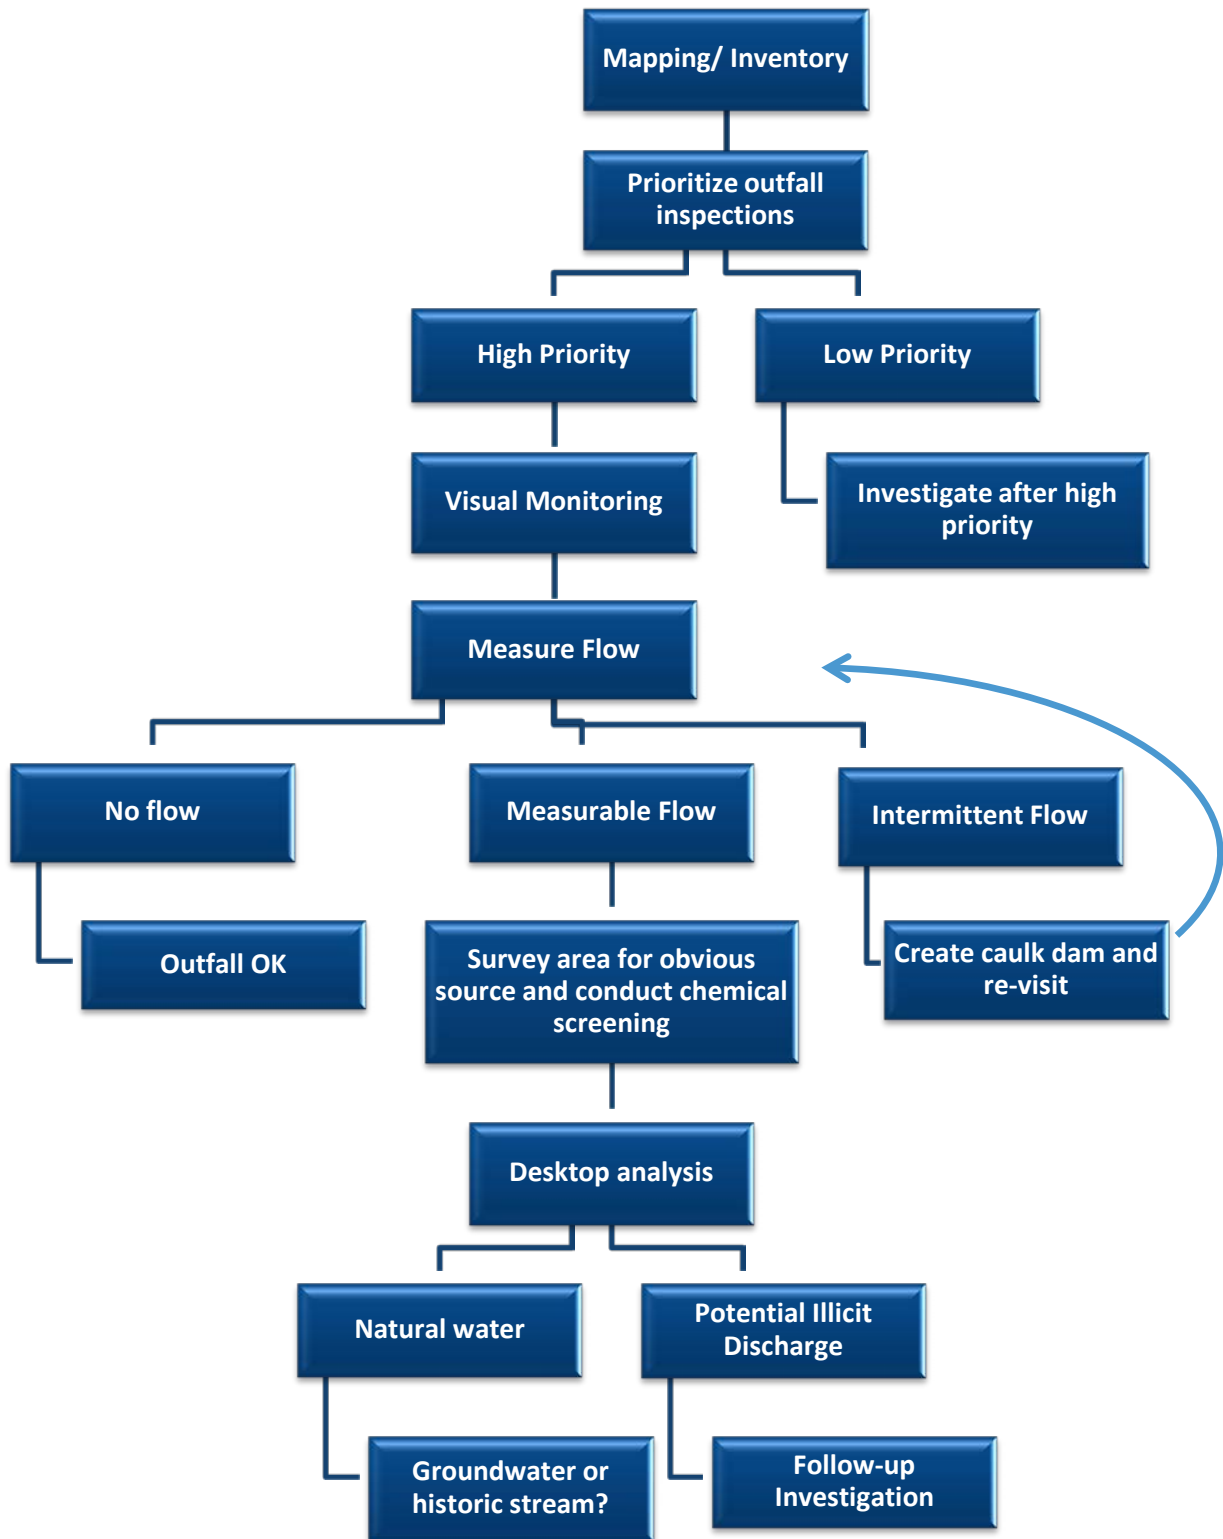 Mapping/ Inventory
Prioritize outfall
inspections
High Priority
Low Priority
Visual Monitoring
Investigate after high
priority
Measure Flow
No flow
Measurable Flow
Intermittent Flow
Outfall OK
Survey area for obvious
source and conduct chemical
screening
Create caulk dam and
re-visit
Desktop analysis
Natural water
Potential Illicit
Discharge
Groundwater or
historic stream?
Follow-up
Investigation